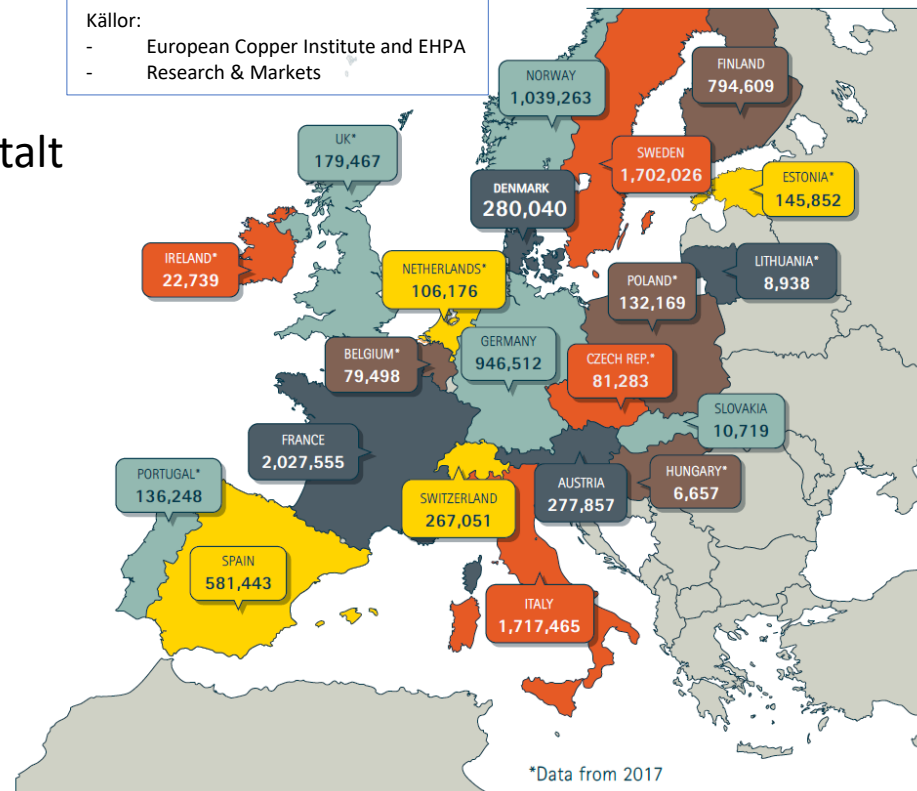 Källor:
- European Copper Institute and EHPA
- Research & Markets
talt
FINLAND
794,609
NORWAY
1,039,263
UK*
179,467
SWEDEN
1,702,026
DENMARK
280,040
ESTONIA*
145,852
IRELAND*
22,739
NETHERLANDS*
106,176
LITHUANIA*
8,938
POLAND*
132,169
GERMANY
946,512
BELGIUM*
79,498
CZECH REP.*
81,283
SLOVAKIA
10,719
FRANCE
2,027,555
PORTUGAL*
136,248
SWITZERLAND
267,051
AUSTRIA
277,857
HUNGARY*
6,657
SPAIN
581,443
ITALY
1,717,465
*Data from 2017